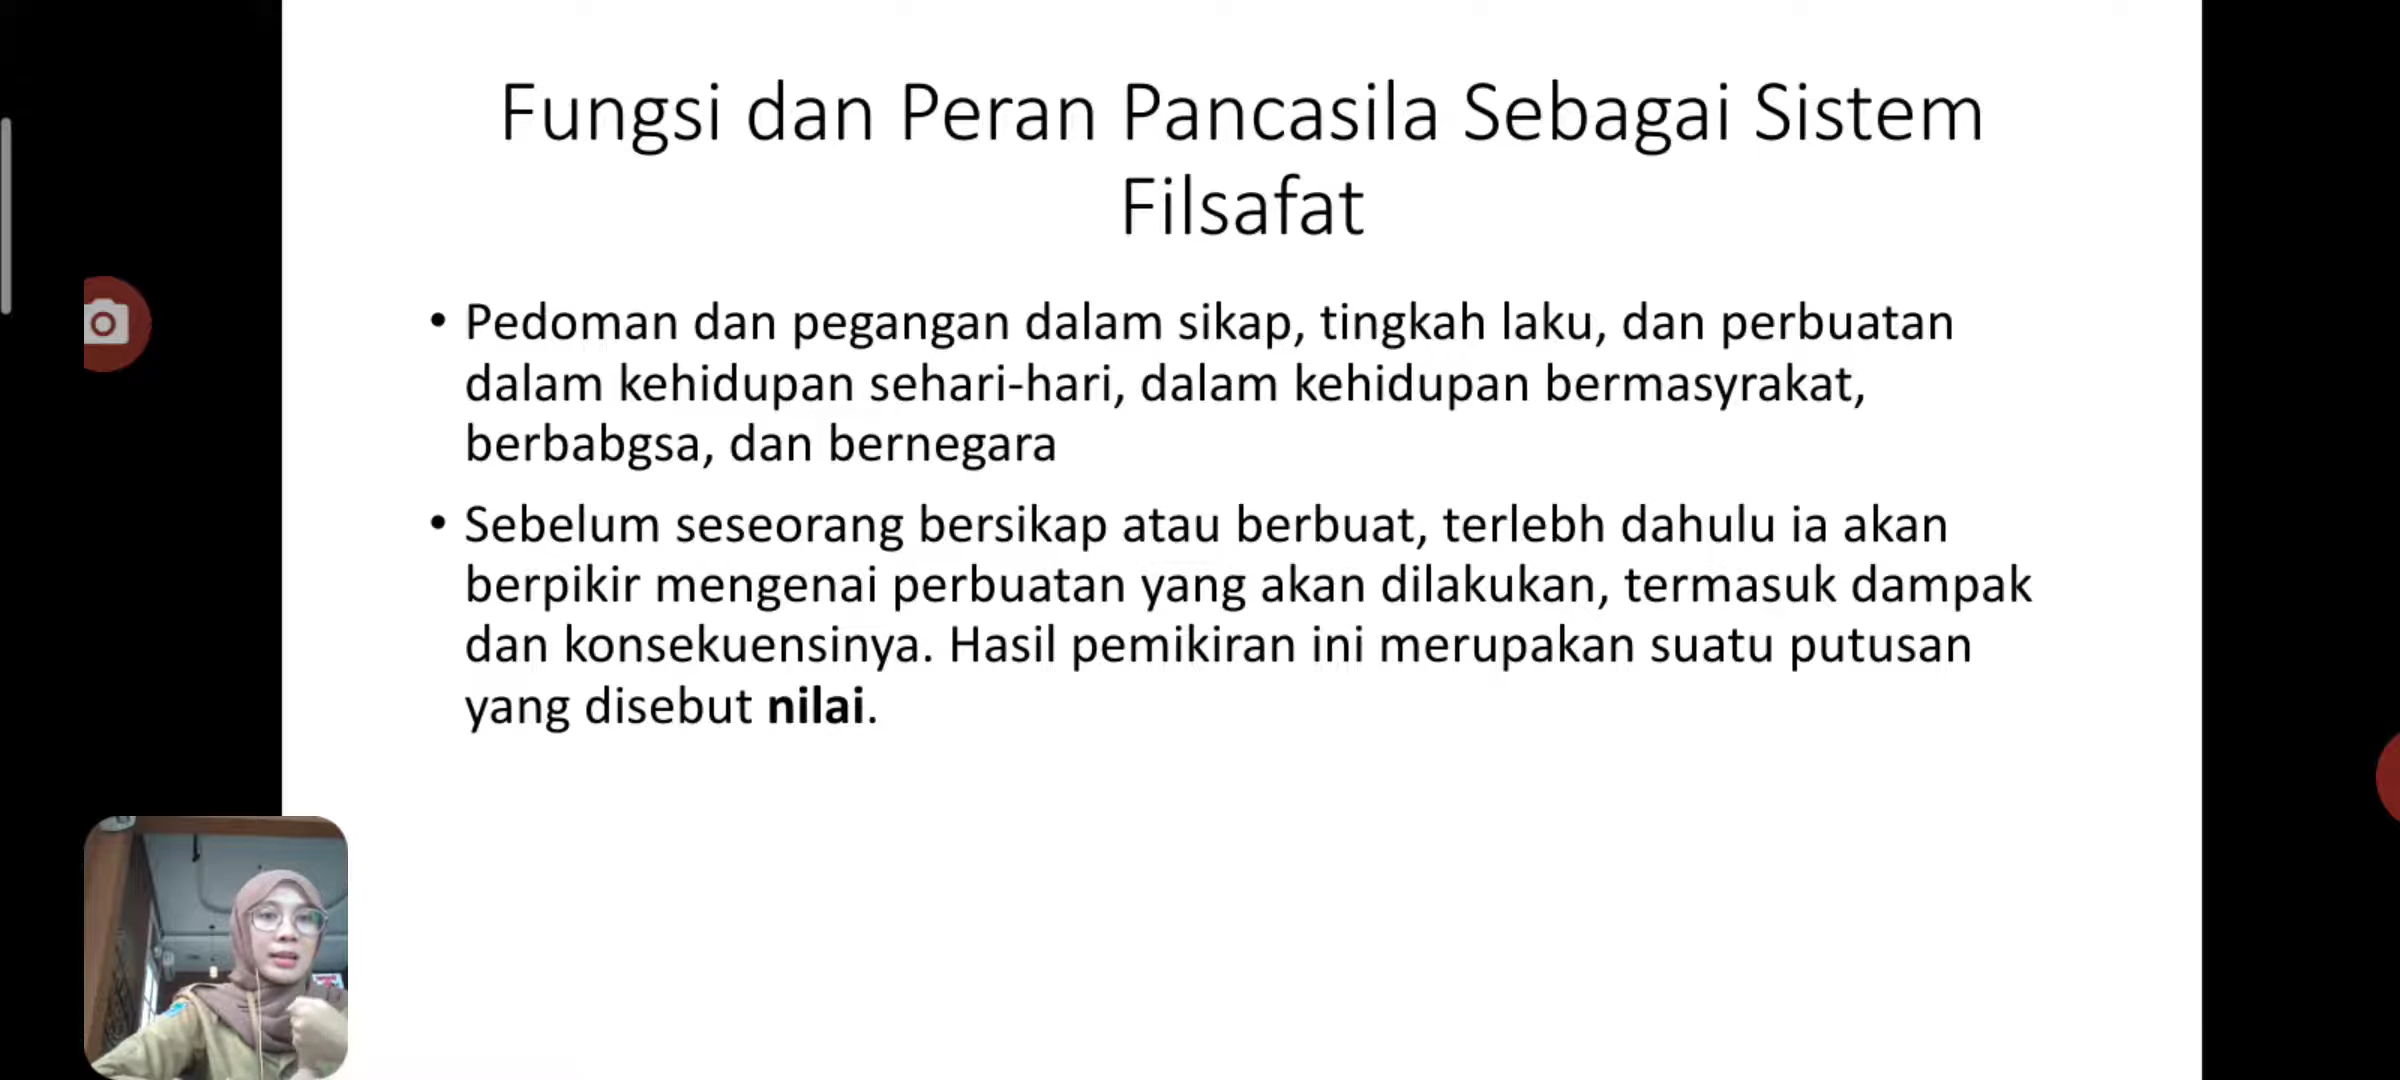 Fungsi dan Peran Pancasila Sebagai Sistem
Filsafat
• Pedoman dan pegangan dalam sikap, tingkah laku, dan perbuatan
dalam kehidupan sehari-hari, dalam kehidupan bermasyrakat,
berbabgsa, dan bernegara
• Sebelum seseorang bersikap atau berbuat, terlebh dahulu ia akan
berpikir mengenai perbuatan yang akan dilakukan, termasuk dampak
dan konsekuensinya. Hasil pemikiran ini merupakan suatu putusan
yang disebut nilai.